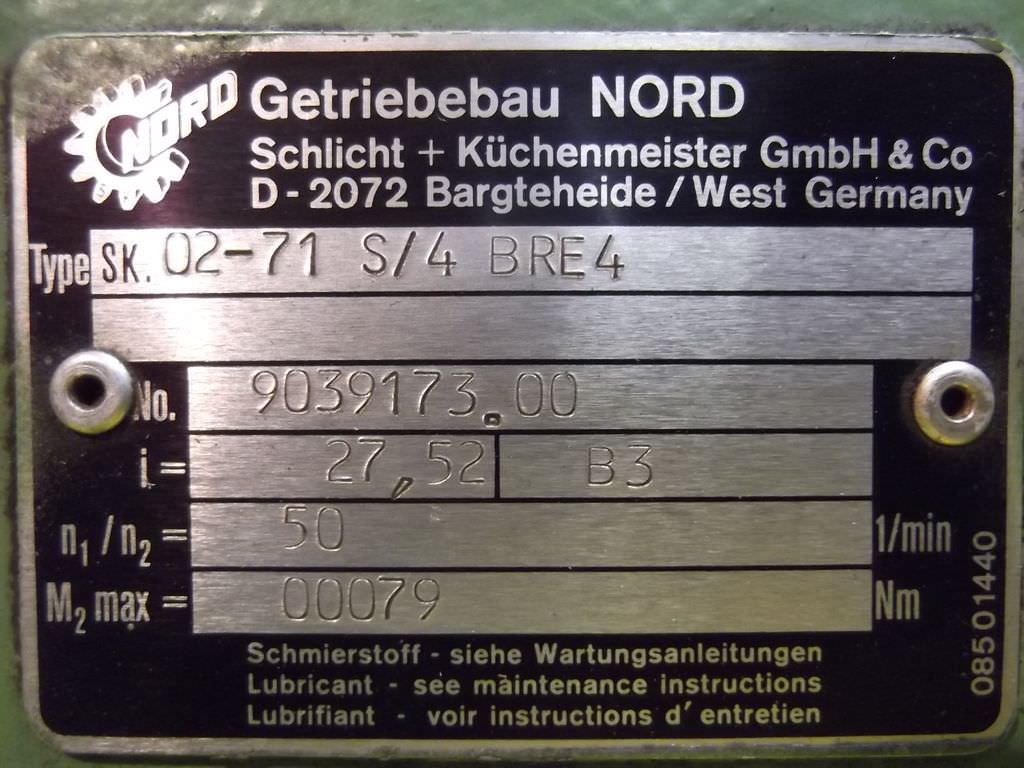 NORD
Getriebebau NORD
Schlicht + Küchenmeister GmbH & Co
D-2072 Bargteheide / West Germany
Type SK. 02-71 S/4 BRE4
No. 9039173.00
i = 27,52 B3
n1 / n2 = 50 1/min
M2 max = 00079 Nm
Schmierstoff - siehe Wartungsanleitungen
Lubricant - see maintenance instructions
Lubrifiant - voir instructions d' entretien
08501440